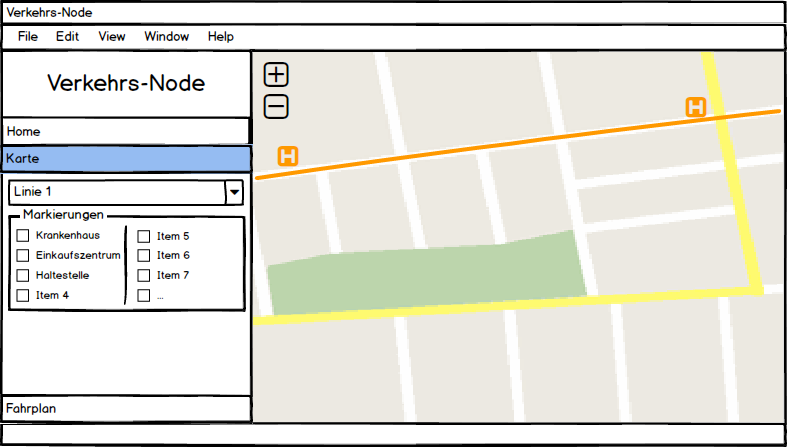 Verkehrs-Node
File Edit View Window Help
Verkehrs-Node
Home
Karte
Linie 1
Markierungen
Krankenhaus
Einkaufszentrum
Haltestelle
Item 4
Item 5
Item 6
Item 7
...
Fahrplan
H
H